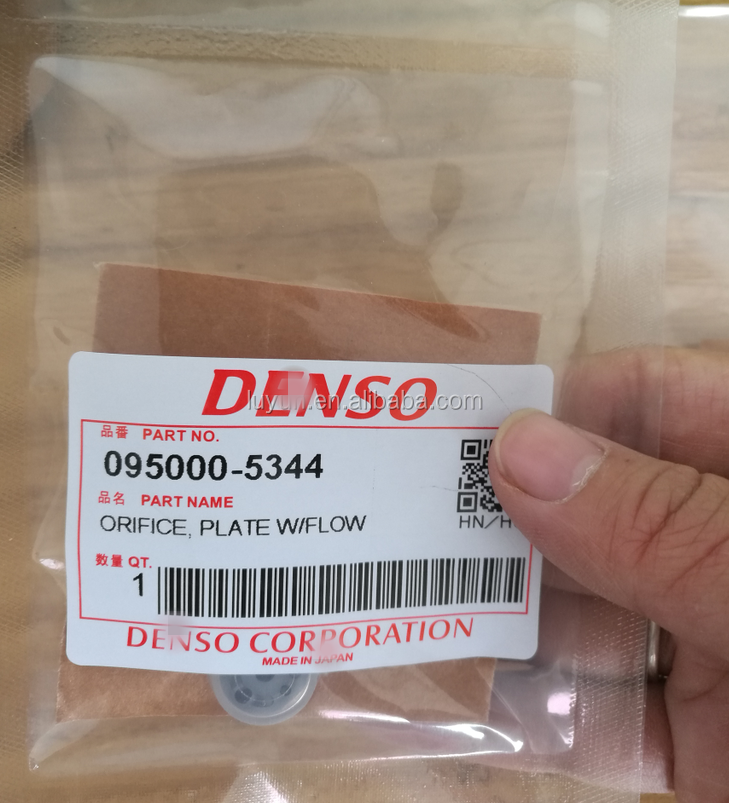 DENSO
luyun.en.alibaba.com
品番 PART NO.
095000-5344
品名 PART NAME
ORIFICE, PLATE W/FLOW
HN/H
数量 QT.
1
DENSO CORPORATION
MADE IN JAPAN